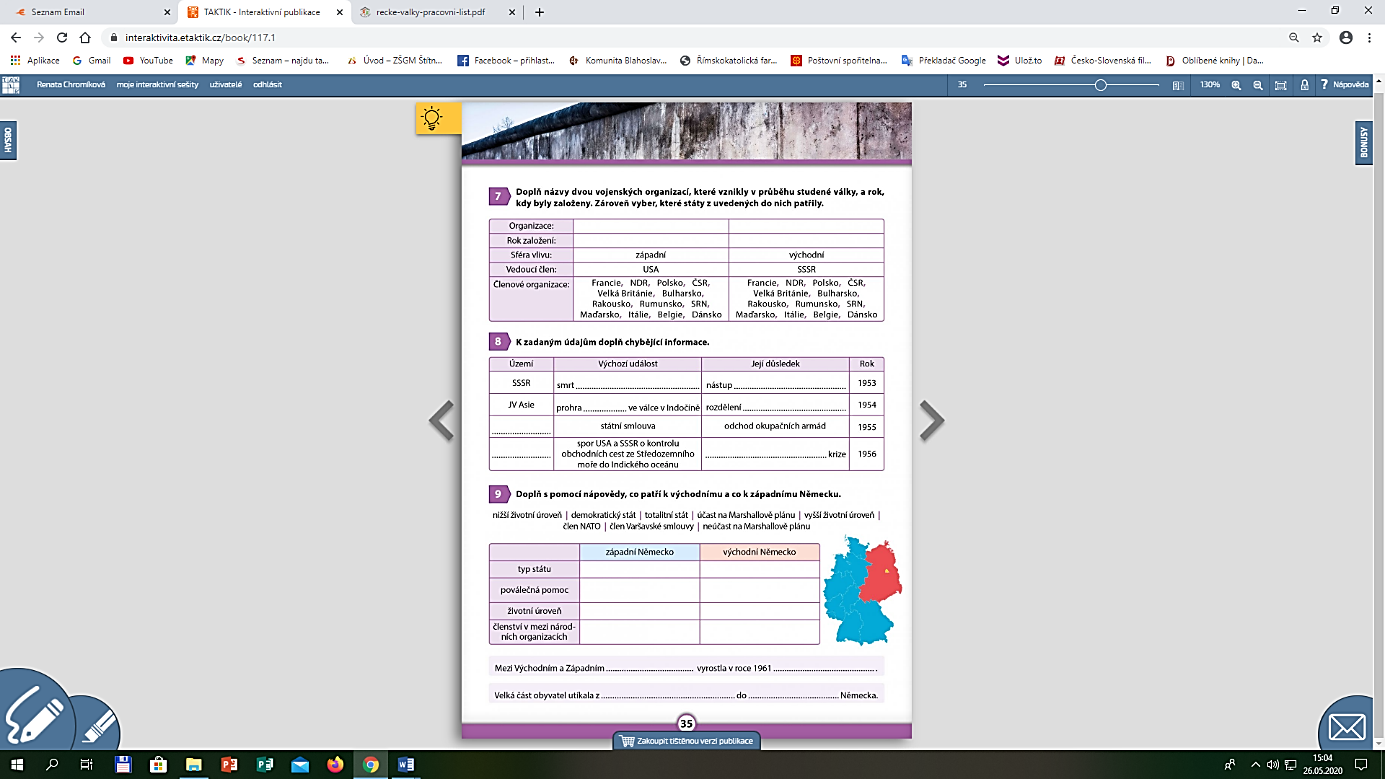 Seznam Email
TAKTIK - Interaktivní publikace
recke-valky-pracovni-list.pdf
interaktivita.etaktik.cz/book/117.1
Aplikace Gmail YouTube Mapy Seznam – najdu ta... Úvod – ZŠGM Štítn... Facebook – přihlast... Komunita Blahoslav... Římskokatolická far... Poštovní spořitelna... Překladač Google Ulož.to Česko-Slovenská fil... Oblíbené knihy | Da...
Renata Chromíková moje interaktivní sešity uživatelé odhlásit 35 130% ? Nápověda
OBSAH
BONUSY
7 Doplň názvy dvou vojenských organizací, které vznikly v průběhu studené války, a rok,
kdy byly založeny. Zároveň vyber, které státy z uvedených do nich patřily.
Organizace:
Rok založení:
Sféra vlivu: západní východní
Vedoucí člen: USA SSSR
Členové organizace: Francie, NDR, Polsko, ČSR, Francie, NDR, Polsko, ČSR,
Velká Británie, Bulharsko, Velká Británie, Bulharsko,
Rakousko, Rumunsko, SRN, Rakousko, Rumunsko, SRN,
Maďarsko, Itálie, Belgie, Dánsko Maďarsko, Itálie, Belgie, Dánsko
8 K zadaným údajům doplň chybějící informace.
Území Výchozí událost Její důsledek Rok
SSSR smrt ........ nástup ........ 1953
JV Asie prohra ........ ve válce v Indočíně rozdělení ........ 1954
........ státní smlouva odchod okupačních armád 1955
spor USA a SSSR o kontrolu
........ obchodních cest ze Středozemního ........ krize 1956
moře do Indického oceánu
9 Doplň s pomocí nápovědy, co patří k východnímu a co k západnímu Německu.
nižší životní úroveň | demokratický stát | totalitní stát | účast na Marshallově plánu | vyšší životní úroveň |
člen NATO | člen Varšavské smlouvy | neúčast na Marshallově plánu
západní Německo východní Německo
typ státu
poválečná pomoc
životní úroveň
členství v mezi národ-
ních organizacích
Mezi Východním a Západním ........ vyrostla v roce 1961 ........ .
Velká část obyvatel utíkala z ........ do ........ Německa.
35
Zakoupit tištěnou verzi publikace
15:04
26.05.2020